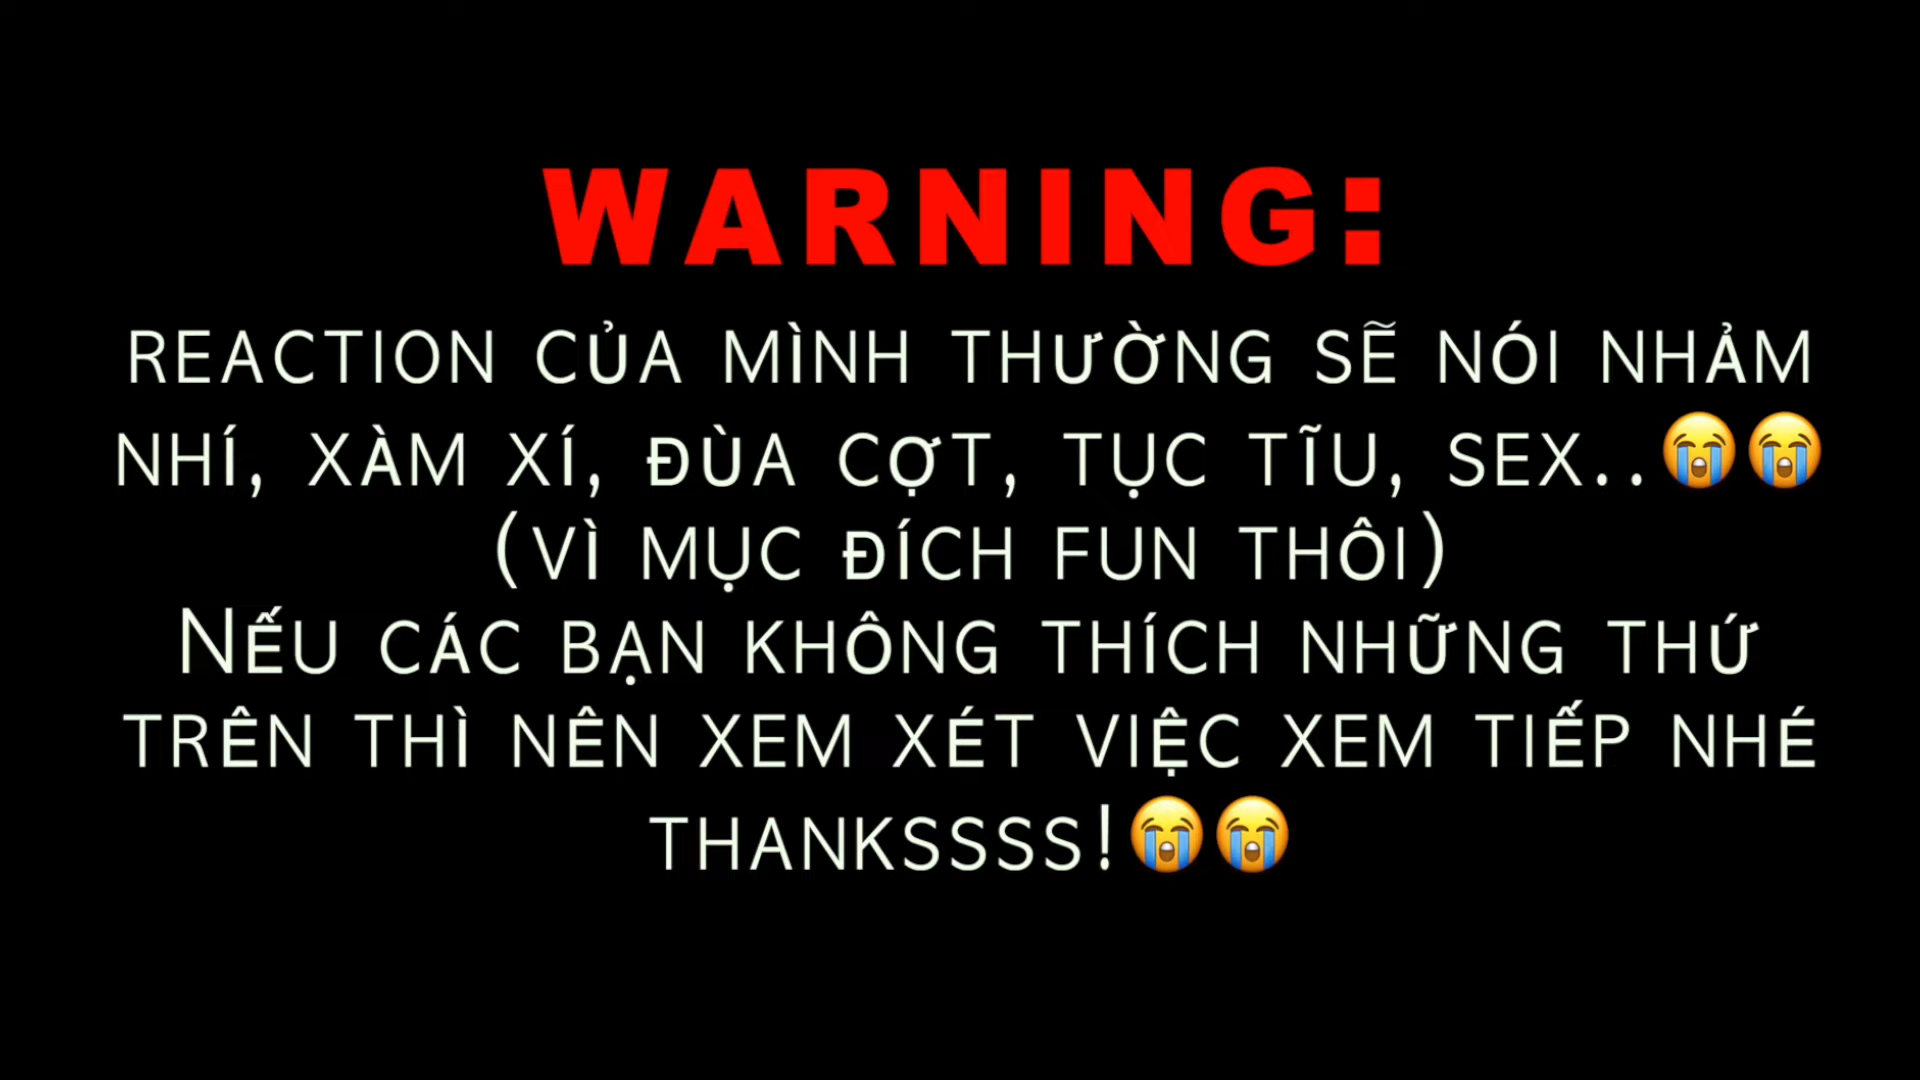 WARNING:
REACTION CỦA MÌNH THƯỜNG SẼ NÓI NHẢM
NHÍ, XÀM XÍ, ĐÙA CỢT, TỤC TĨU, SEX..😭😭
(VÌ MỤC ĐÍCH FUN THÔI)
NẾU CÁC BẠN KHÔNG THÍCH NHỮNG THỨ
TRÊN THÌ NÊN XEM XÉT VIỆC XEM TIẾP NHÉ
THANKSSSS!😭😭